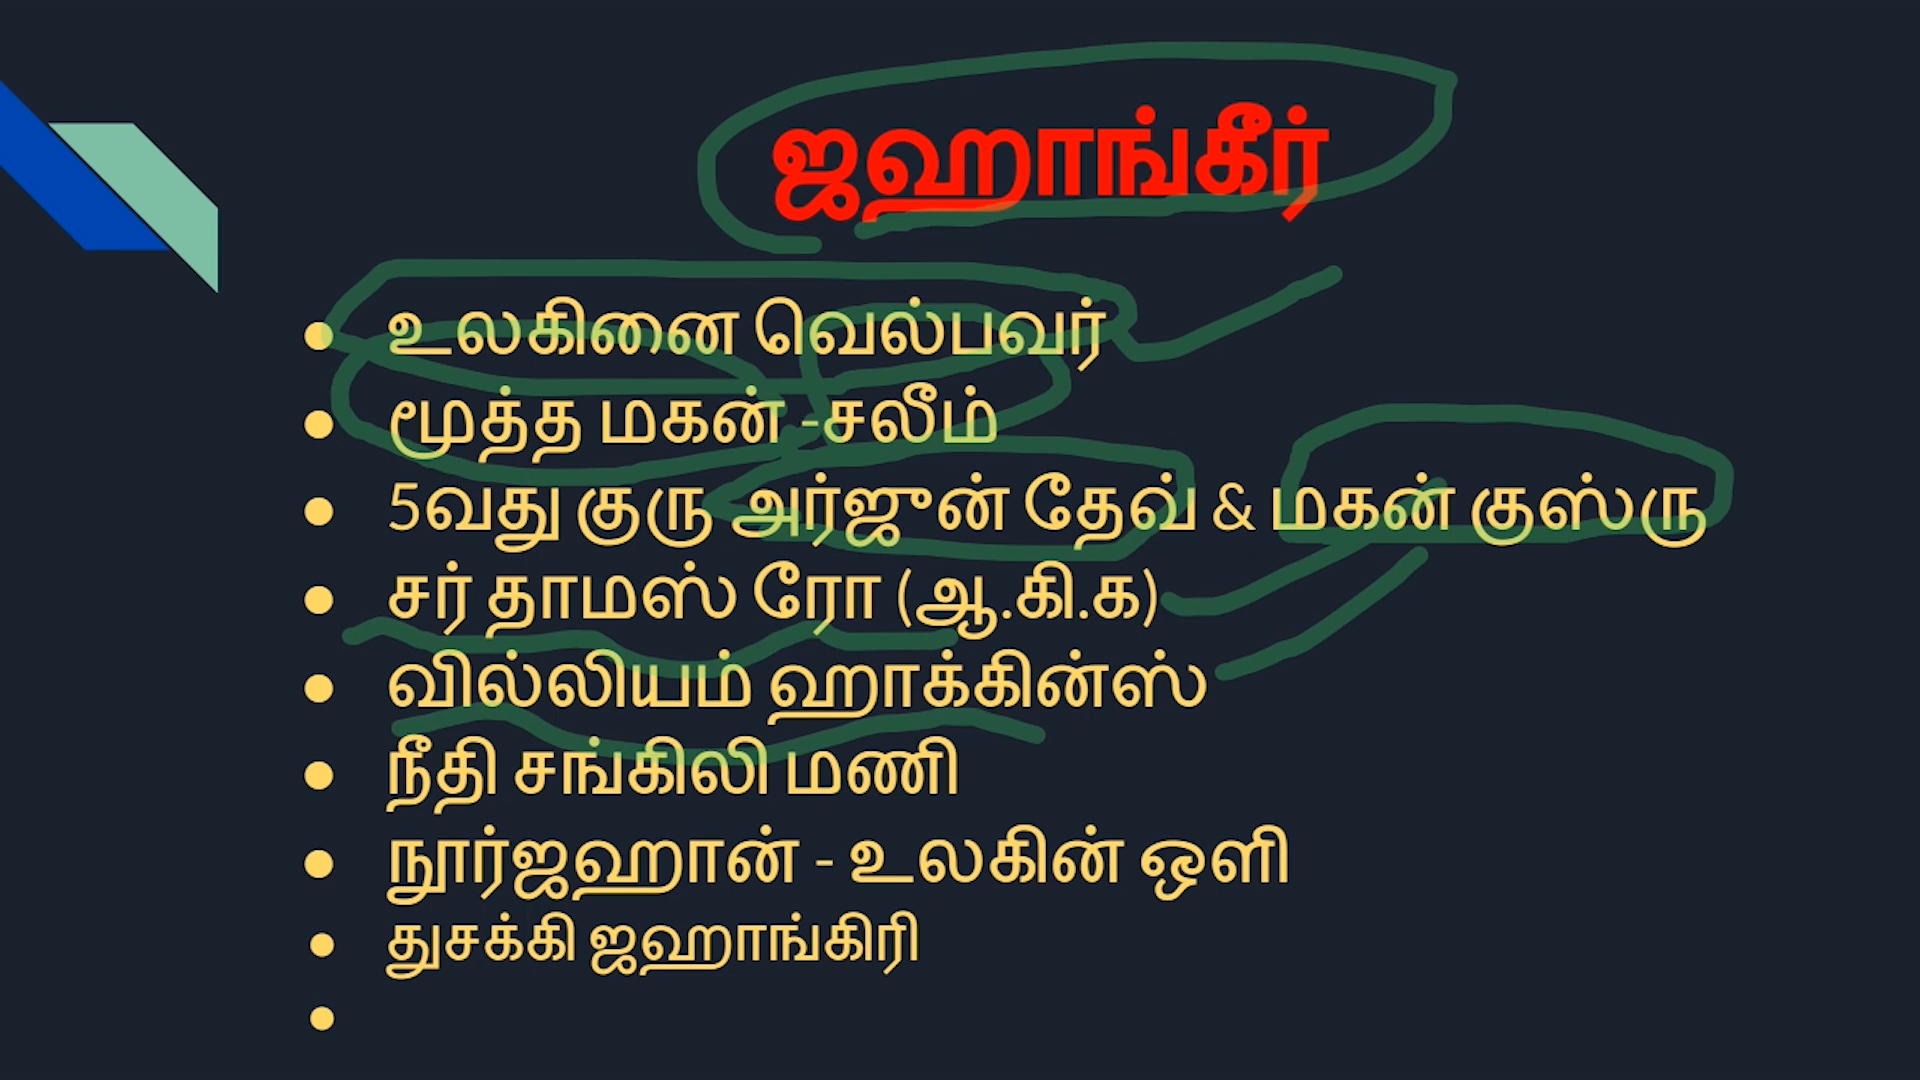 ஜஹாங்கீர்
உலகினை வெல்பவர்
மூத்த மகன் -சலீம்
5வது குரு அர்ஜுன் தேவ் & மகன் குஸ்ரு
சர் தாமஸ் ரோ (ஆ.கி.க)
வில்லியம் ஹாக்கின்ஸ்
நீதி சங்கிலி மணி
நூர்ஜஹான் - உலகின் ஒளி
துசக்கி ஜஹாங்கிரி